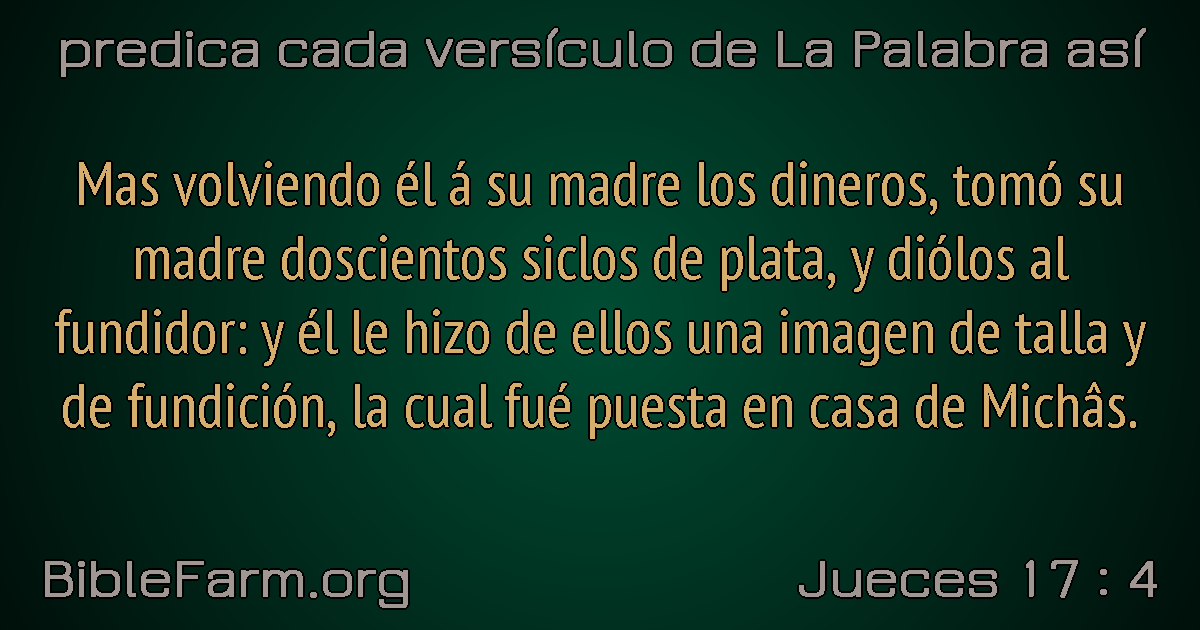 predica cada versículo de La Palabra así
Mas volviendo él á su madre los dineros, tomó su
madre doscientos siclos de plata, y diólos al
fundidor: y él le hizo de ellos una imagen de talla y
de fundición, la cual fué puesta en casa de Michâs.
BibleFarm.org
Jueces 17 : 4